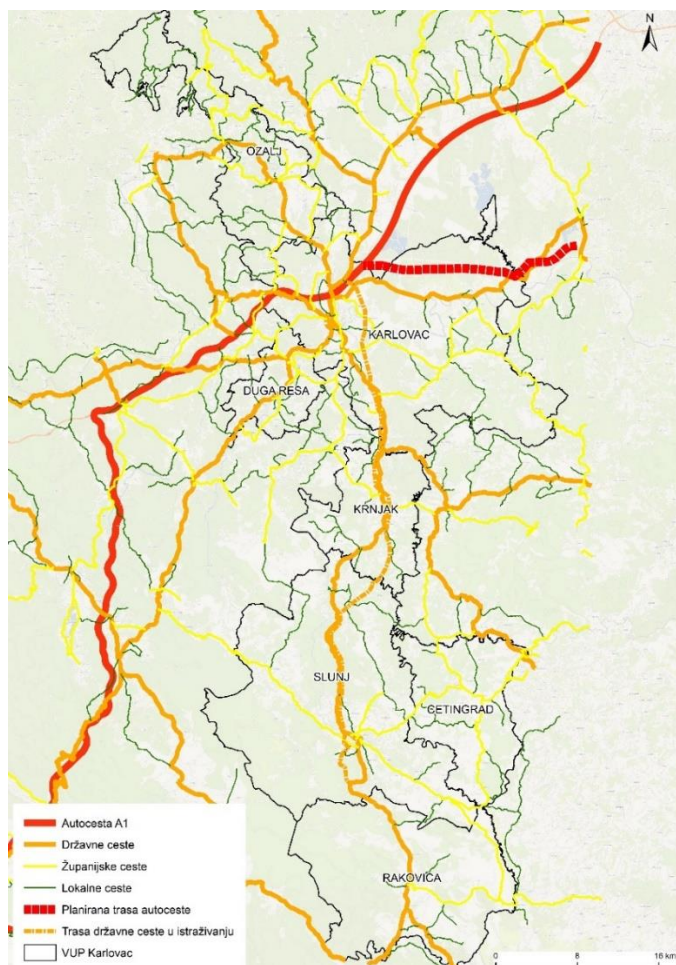 N
OZALJ
KARLOVAC
DUGA RESA
KRNJAK
SLUNJ
CETINGRAD
RAKOVICA
Autocesta A1
Državne ceste
Županijske ceste
Lokalne ceste
Planirana trasa autoceste
Trasa državne ceste u istraživanju
VUP Karlovac
0 8 16 km